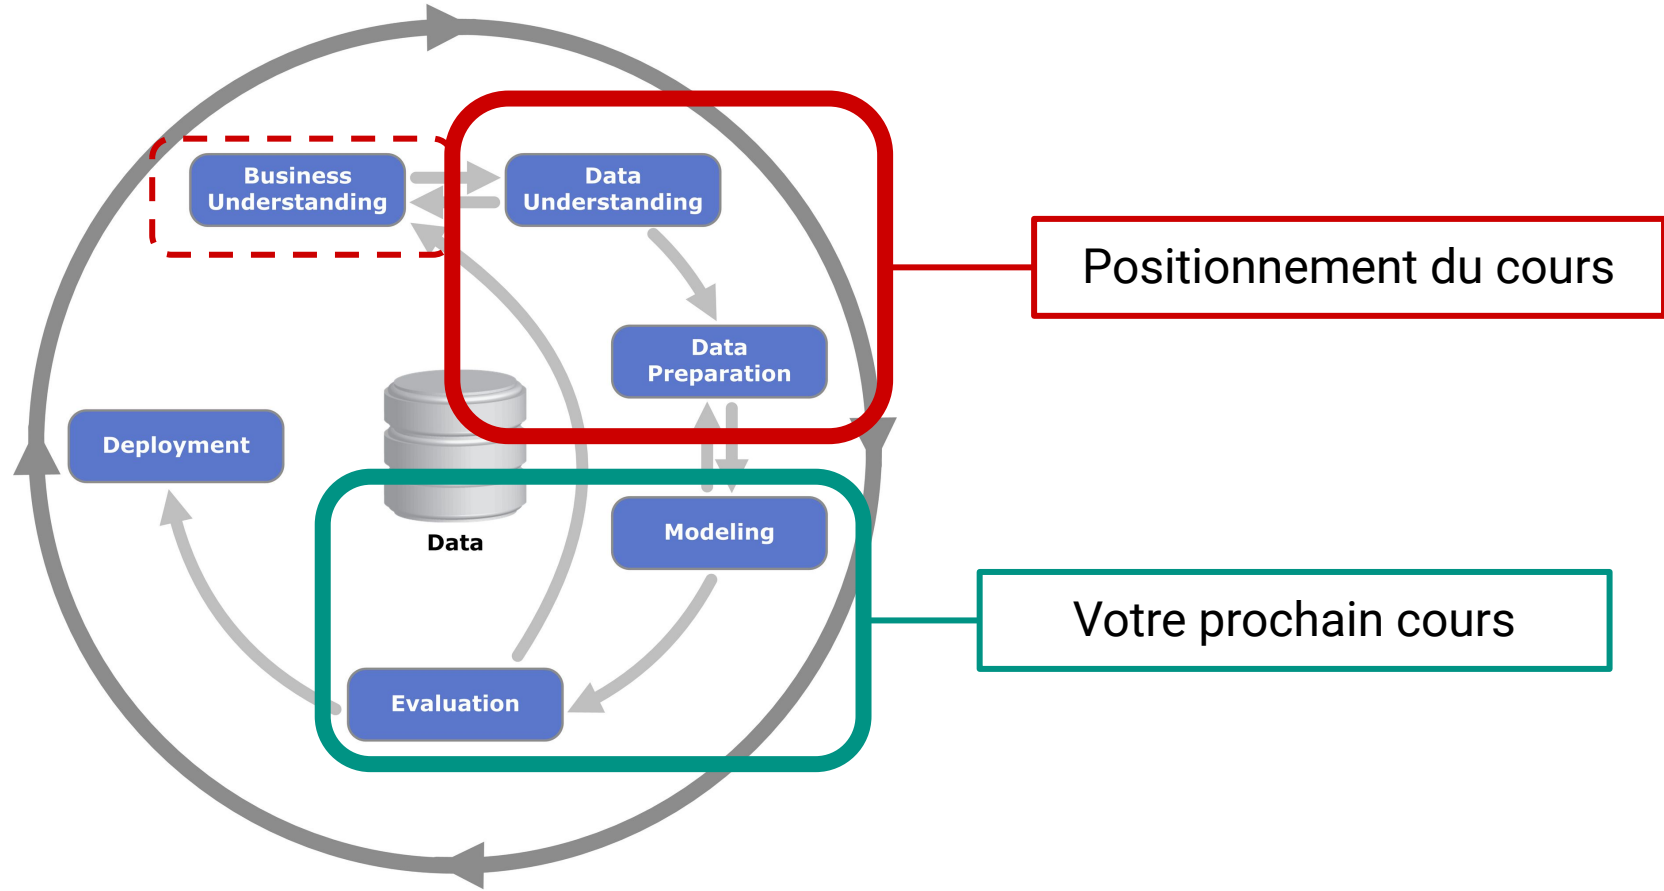 Business
Understanding
Data
Understanding
Positionnement du cours
Data
Preparation
Deployment
Modeling
Data
Votre prochain cours
Evaluation